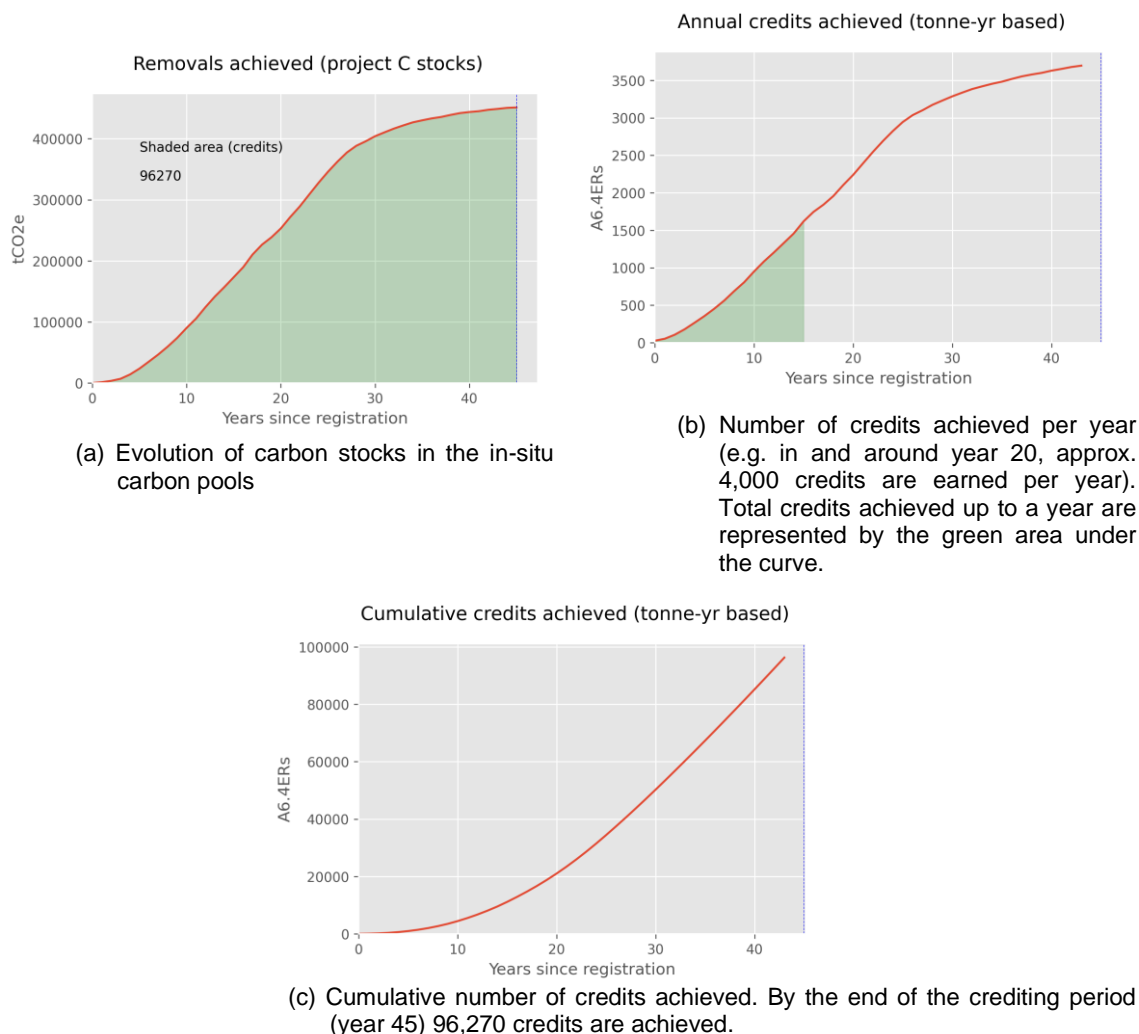 Removals achieved (project C stocks)
400000
300000
200000
100000
0
tCO2e
Shaded area (credits)
96270
0 10 20 30 40
Years since registration
(a) Evolution of carbon stocks in the in-situ
carbon pools
Annual credits achieved (tonne-yr based)
3500
3000
2500
2000
1500
1000
500
0
A6.4ERs
0 10 20 30 40
Years since registration
(b) Number of credits achieved per year
(e.g. in and around year 20, approx.
4,000 credits are earned per year).
Total credits achieved up to a year are
represented by the green area under
the curve.
Cumulative credits achieved (tonne-yr based)
100000
80000
60000
40000
20000
0
A6.4ERs
0 10 20 30 40
Years since registration
(c) Cumulative number of credits achieved. By the end of the crediting period
(year 45) 96,270 credits are achieved.